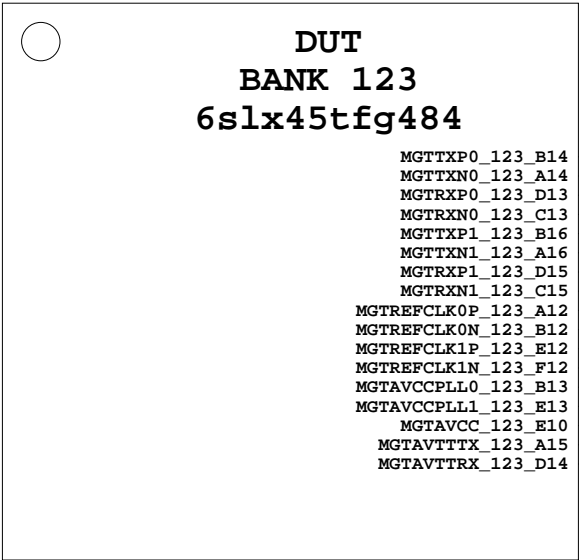 DUT
BANK 123
6slx45tfg484
MGTTXP0_123_B14
MGTTXN0_123_A14
MGTRXP0_123_D13
MGTRXN0_123_C13
MGTTXP1_123_B16
MGTTXN1_123_A16
MGTRXP1_123_D15
MGTRXN1_123_C15
MGTREFCLK0P_123_A12
MGTREFCLK0N_123_B12
MGTREFCLK1P_123_E12
MGTREFCLK1N_123_F12
MGTAVCCPLL0_123_B13
MGTAVCCPLL1_123_E13
MGTAVCC_123_E10
MGTAVTTTX_123_A15
MGTAVTTRX_123_D14